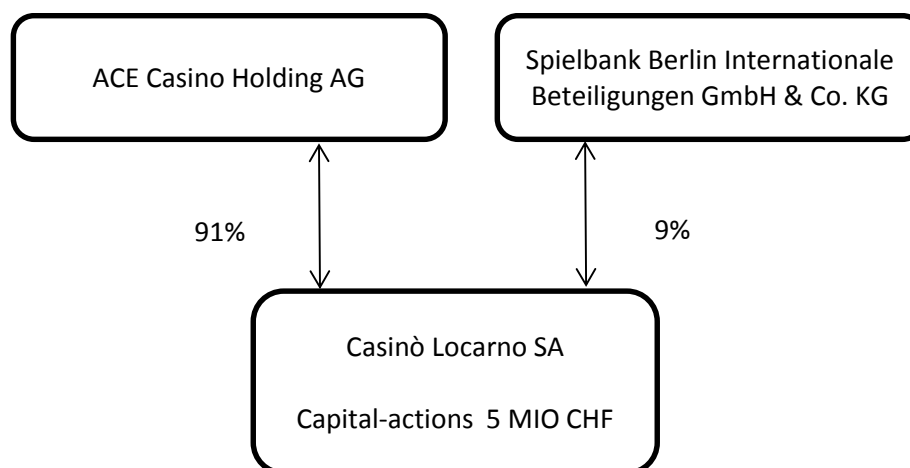 ACE Casino Holding AG
Spielbank Berlin Internationale
Beteiligungen GmbH & Co. KG
91%
9%
Casinò Locarno SA
Capital-actions 5 MIO CHF